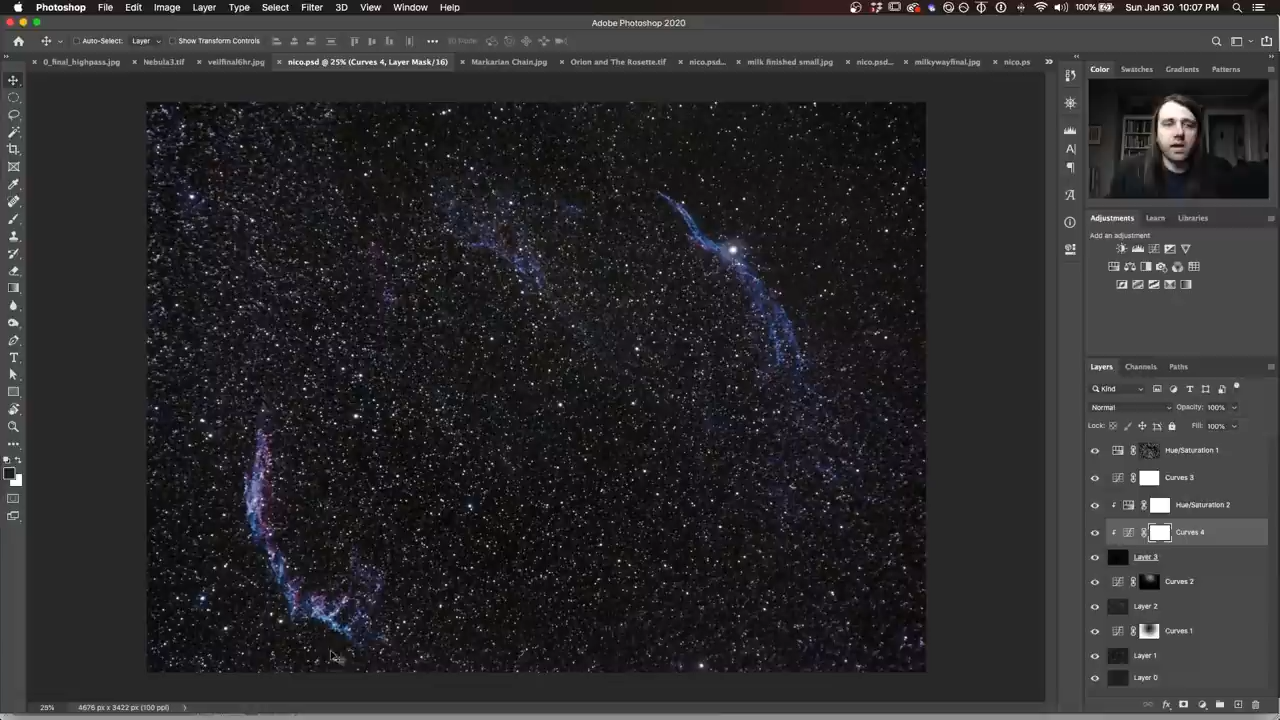 Photoshop File Edit Image Layer Type Select Filter 3D View Window Help 100% Sun Jan 30 10:07 PM
Adobe Photoshop 2020
Auto-Select: Layer Show Transform Controls 3D Mode:
0_final_highpass.jpg Nebula3.tif veilfinal6hr.jpg nico.psd @ 25% (Curves 4, Layer Mask/16) Markarian Chain.jpg Orion and The Rosette.tif nico.psd... milk finished small.jpg nico.psd... milkywayfinal.jpg nico.ps
Color Swatches Gradients Patterns
Adjustments Learn Libraries
Add an adjustment
Layers Channels Paths
Kind
Normal Opacity: 100%
Lock: Fill: 100%
Hue/Saturation 1
Curves 3
Hue/Saturation 2
Curves 4
Layer 3
Curves 2
Layer 2
Curves 1
Layer 1
Layer 0
25% 4676 px x 3422 px (100 ppi)